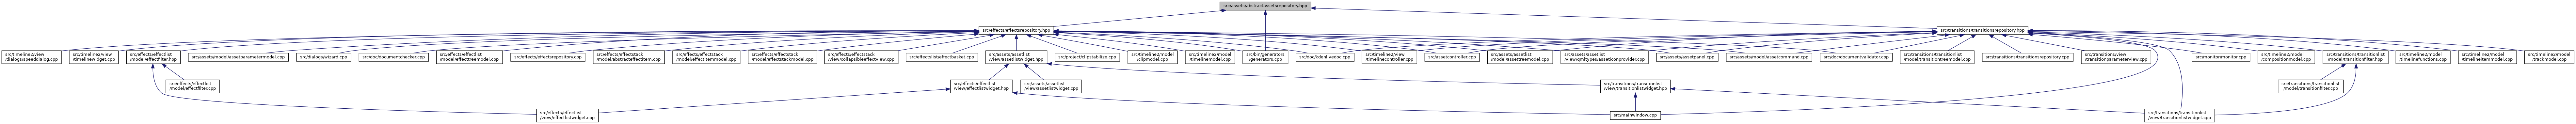 src/assets/abstractassetsrepository.hpp
src/effects/effectsrepository.hpp
src/transitions/transitionsrepository.hpp
src/timeline2/view
/dialogs/speeddialog.cpp
src/timeline2/view
/timelinewidget.cpp
src/effects/effectlist
/model/effectfilter.hpp
src/assets/model/assetparametermodel.cpp
src/dialogs/wizard.cpp
src/doc/documentchecker.cpp
src/effects/effectlist
/model/effecttreemodel.cpp
src/effects/effectsrepository.cpp
src/effects/effectstack
/model/abstracteffectitem.cpp
src/effects/effectstack
/model/effectitemmodel.cpp
src/effects/effectstack
/model/effectstackmodel.cpp
src/effects/effectstack
/view/collapsibleeffectview.cpp
src/effectslist/effectbasket.cpp
src/assets/assetlist
/view/assetlistwidget.hpp
src/project/clipstabilize.cpp
src/timeline2/model
/clipmodel.cpp
src/timeline2/model
/timelinemodel.cpp
src/bin/generators
/generators.cpp
src/doc/kdenlivedoc.cpp
src/timeline2/view
/timelinecontroller.cpp
src/assetcontroller.cpp
src/assets/assetlist
/model/assettreemodel.cpp
src/assets/assetlist
/view/qmltypes/asseticonprovider.cpp
src/assets/assetpanel.cpp
src/assets/model/assetcommand.cpp
src/doc/documentvalidator.cpp
src/transitions/transitionlist
/model/transitiontreemodel.cpp
src/transitions/transitionsrepository.cpp
src/transitions/view
/transitionparameterview.cpp
src/monitor/monitor.cpp
src/timeline2/model
/compositionmodel.cpp
src/transitions/transitionlist
/model/transitionfilter.hpp
src/timeline2/model
/timelinefunctions.cpp
src/timeline2/model
/timelineitemmodel.cpp
src/timeline2/model
/trackmodel.cpp
src/effects/effectlist
/model/effectfilter.cpp
src/effects/effectlist
/view/effectlistwidget.hpp
src/assets/assetlist
/view/assetlistwidget.cpp
src/transitions/transitionlist
/view/transitionlistwidget.hpp
src/transitions/transitionlist
/model/transitionfilter.cpp
src/effects/effectlist
/view/effectlistwidget.cpp
src/mainwindow.cpp
src/transitions/transitionlist
/view/transitionlistwidget.cpp